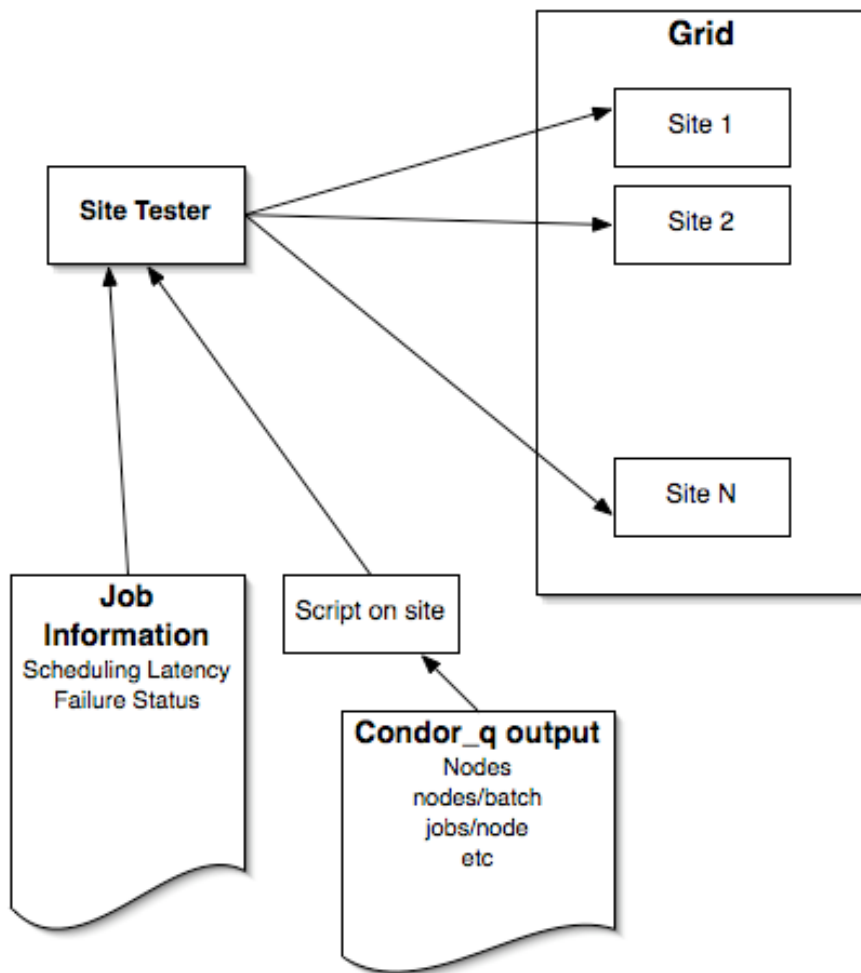 Grid
Site 1
Site Tester
Site 2
Site N
Job
Information
Scheduling Latency
Failure Status
Script on site
Condor_q output
Nodes
nodes/batch
jobs/node
etc